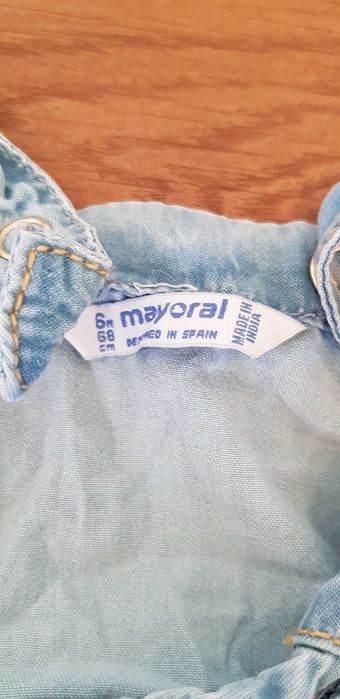 6M
68
CM
mayoral
DESIGNED IN SPAIN
MADE IN
INDIA